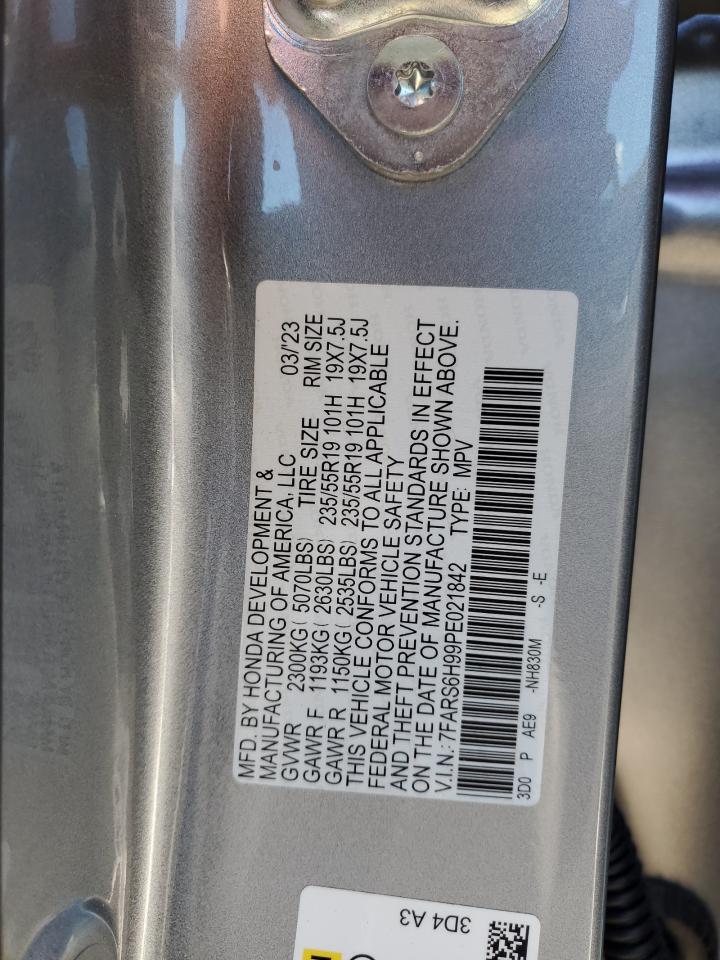 MFD. BY HONDA DEVELOPMENT &
MANUFACTURING OF AMERICA, LLC 03/'23
GVWR 2300KG( 5070LBS) TIRE SIZE RIM SIZE
GAWR F 1193KG( 2630LBS) 235/55R19 101H 19X7.5J
GAWR R 1150KG( 2535LBS) 235/55R19 101H 19X7.5J
THIS VEHICLE CONFORMS TO ALL APPLICABLE
FEDERAL MOTOR VEHICLE SAFETY
AND THEFT PREVENTION STANDARDS IN EFFECT
ON THE DATE OF MANUFACTURE SHOWN ABOVE.
V.I.N.: 7FARS6H99PE021842 TYPE: MPV
3D0 P AE9 -NH830M -S -E
3D4 A3